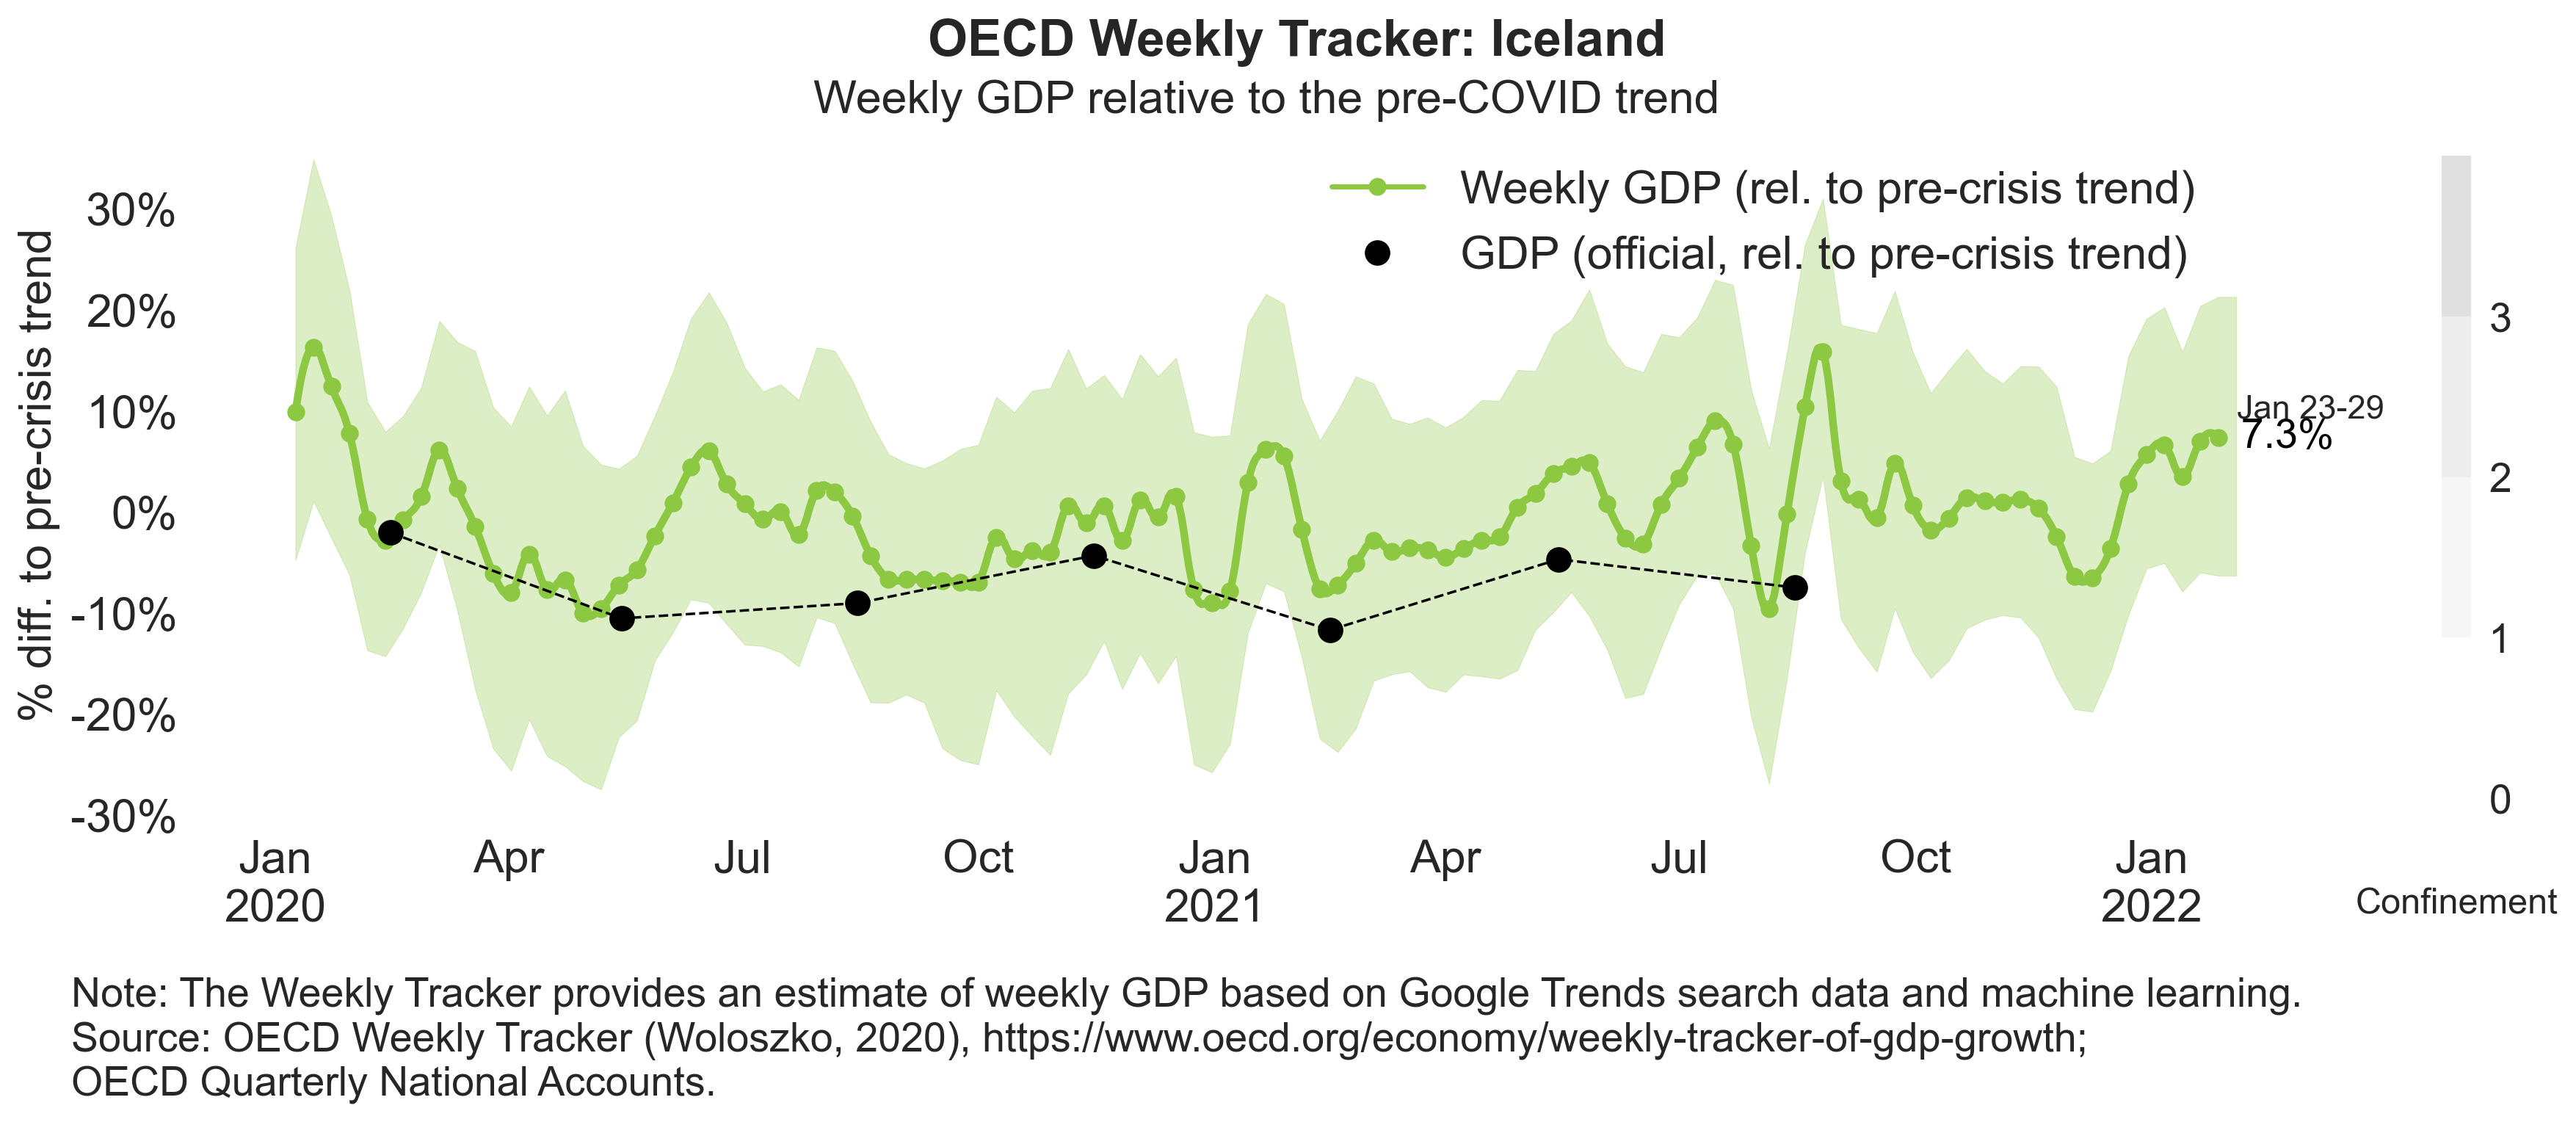 OECD Weekly Tracker: Iceland
Weekly GDP relative to the pre-COVID trend
Weekly GDP (rel. to pre-crisis trend)
GDP (official, rel. to pre-crisis trend)
% diff. to pre-crisis trend
30%
20%
10%
0%
-10%
-20%
-30%
Jan 23-29
7.3%
3
2
1
0
Jan Apr Jul Oct Jan Apr Jul Oct Jan
2020 2021 2022
Confinement
Note: The Weekly Tracker provides an estimate of weekly GDP based on Google Trends search data and machine learning.
Source: OECD Weekly Tracker (Woloszko, 2020), https://www.oecd.org/economy/weekly-tracker-of-gdp-growth;
OECD Quarterly National Accounts.